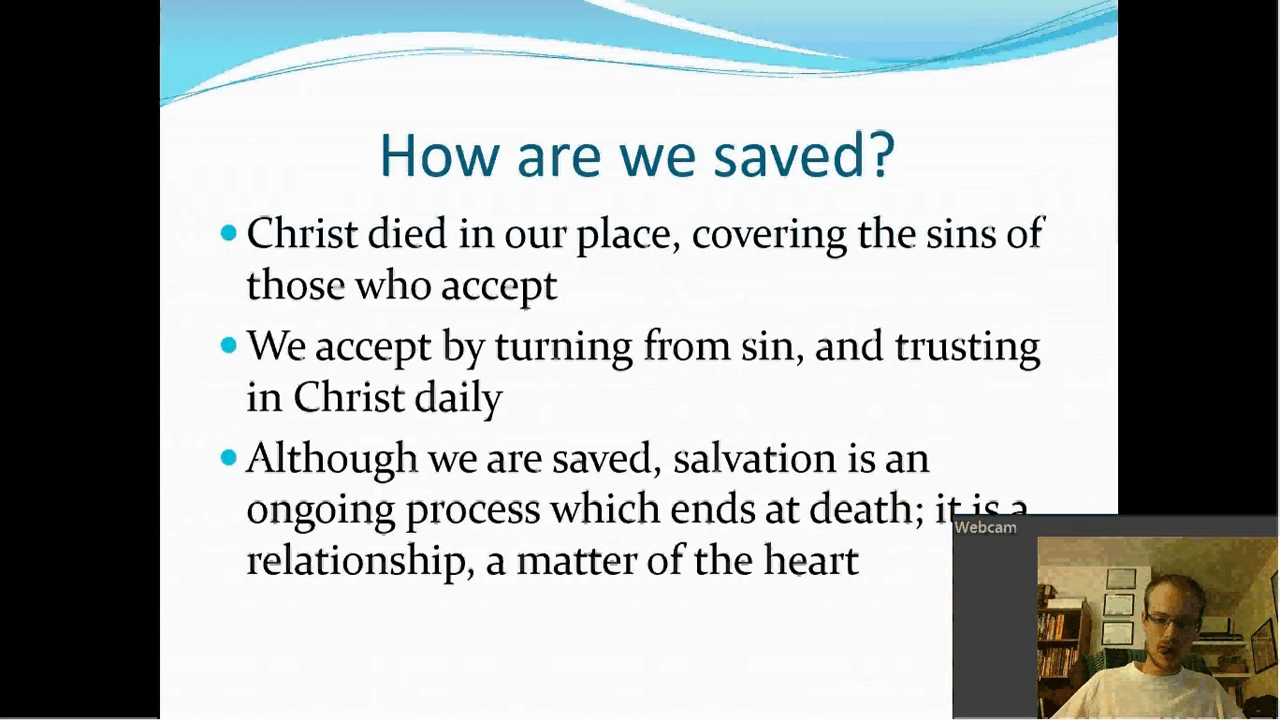 How are we saved?
• Christ died in our place, covering the sins of
those who accept
• We accept by turning from sin, and trusting
in Christ daily
• Although we are saved, salvation is an
ongoing process which ends at death; it is a
relationship, a matter of the heart
Webcam